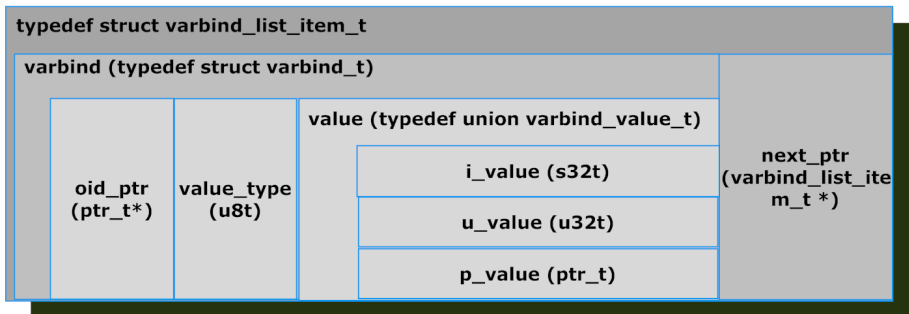 typedef struct varbind_list_item_t
varbind (typedef struct varbind_t)
oid_ptr
(ptr_t*)
value_type
(u8t)
value (typedef union varbind_value_t)
i_value (s32t)
u_value (u32t)
p_value (ptr_t)
next_ptr
(varbind_list_ite
m_t *)